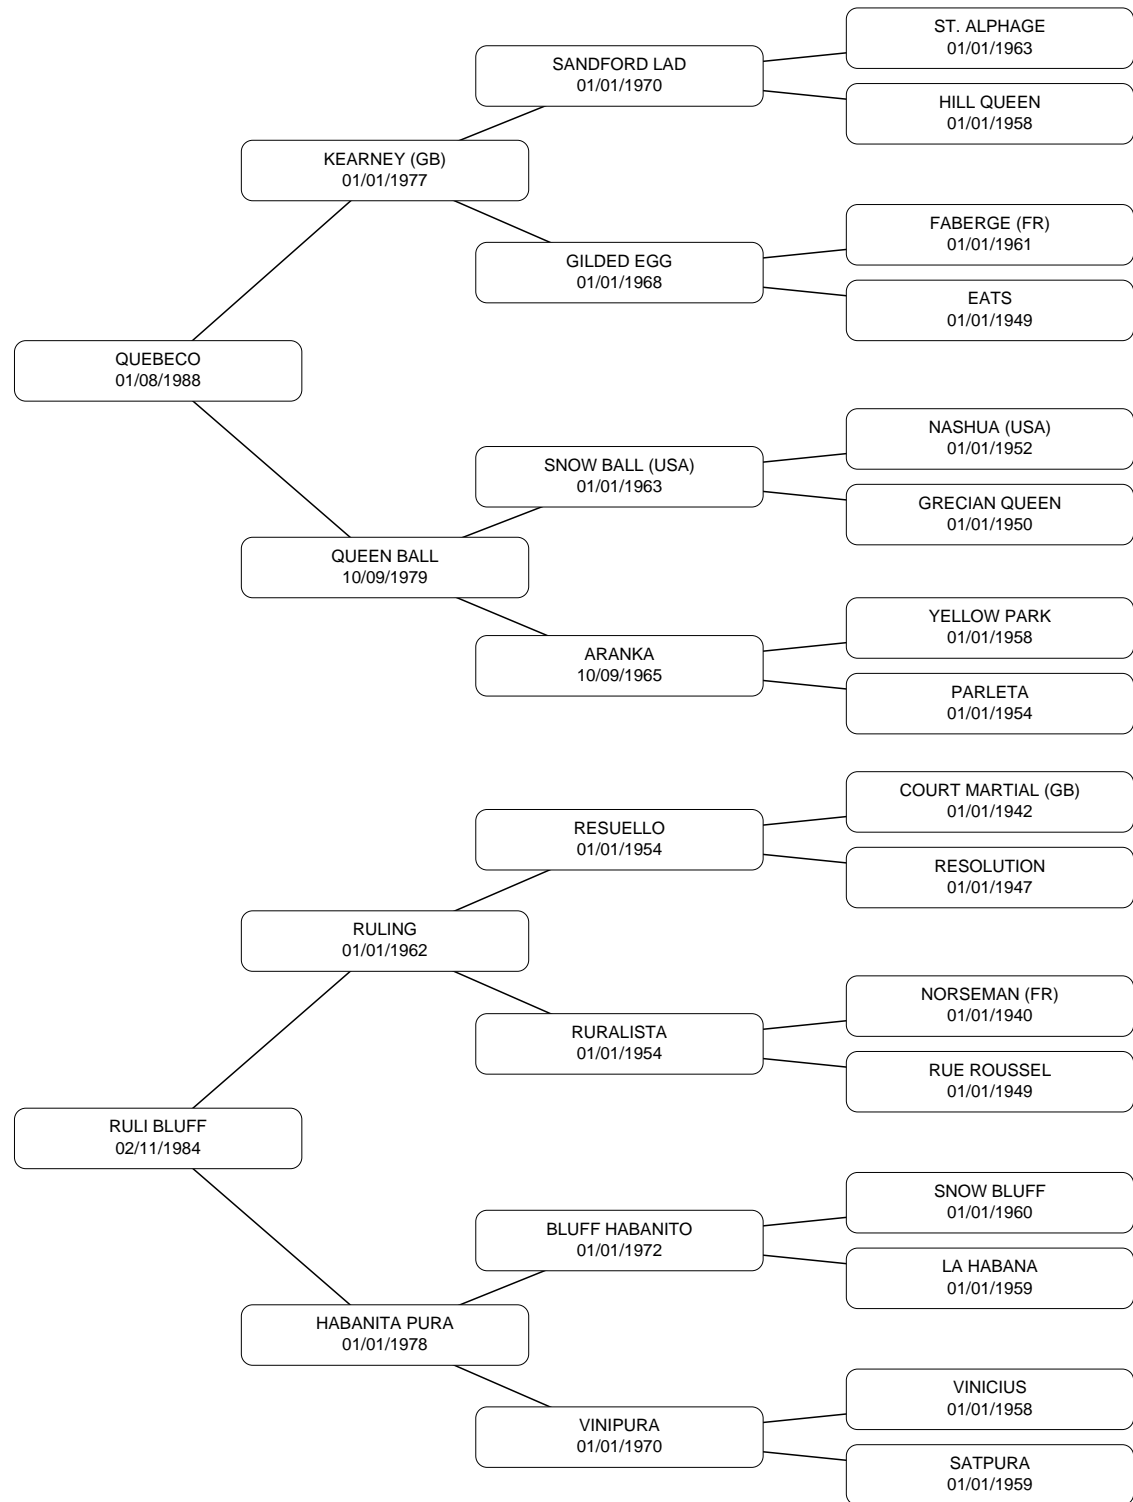 ST. ALPHAGE
01/01/1963
SANDFORD LAD
01/01/1970
HILL QUEEN
01/01/1958
KEARNEY (GB)
01/01/1977
FABERGE (FR)
01/01/1961
GILDED EGG
01/01/1968
EATS
01/01/1949
QUEBECO
01/08/1988
NASHUA (USA)
01/01/1952
SNOW BALL (USA)
01/01/1963
GRECIAN QUEEN
01/01/1950
QUEEN BALL
10/09/1979
YELLOW PARK
01/01/1958
ARANKA
10/09/1965
PARLETA
01/01/1954
COURT MARTIAL (GB)
01/01/1942
RESUELLO
01/01/1954
RESOLUTION
01/01/1947
RULING
01/01/1962
NORSEMAN (FR)
01/01/1940
RURALISTA
01/01/1954
RUE ROUSSEL
01/01/1949
RULI BLUFF
02/11/1984
SNOW BLUFF
01/01/1960
BLUFF HABANITO
01/01/1972
LA HABANA
01/01/1959
HABANITA PURA
01/01/1978
VINICIUS
01/01/1958
VINIPURA
01/01/1970
SATPURA
01/01/1959